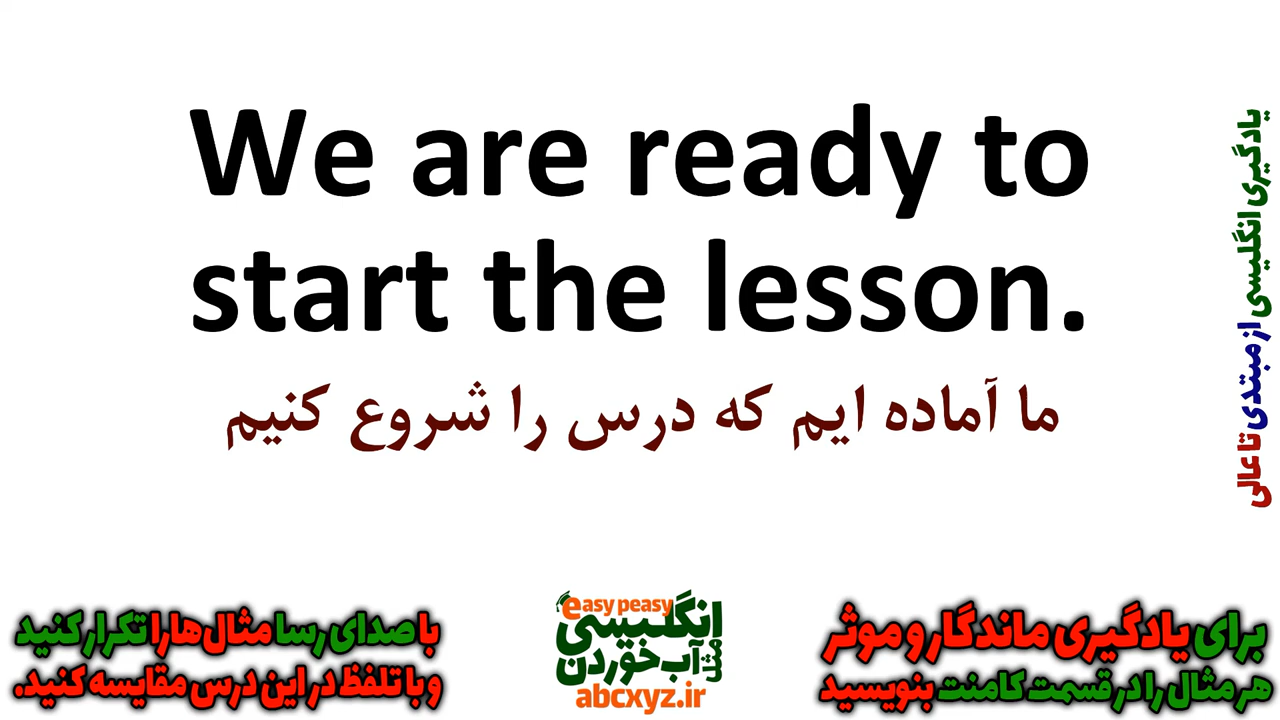 We are ready to
start the lesson.
ما آماده ایم که درس را شروع کنیم
یادگیری انگلیسی از مبتدی تا عالی
با صدای رسا مثال‌ها را تکرار کنید
و با تلفظ در این درس مقایسه کنید.
easy peasy
انگلیسی
مثل آب خوردن
abcxyz.ir
برای یادگیری ماندگار و موثر
هر مثال را در قسمت کامنت بنویسید